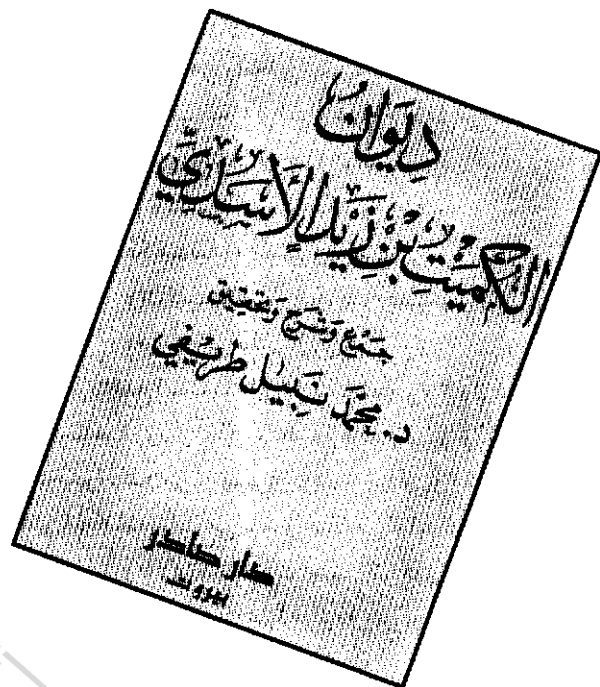 ديوان
الكميت بن زيد الأسدي
جمع وشرح وتحقيق
د. محمد نبيل طريفي
دار صادر
بيروت